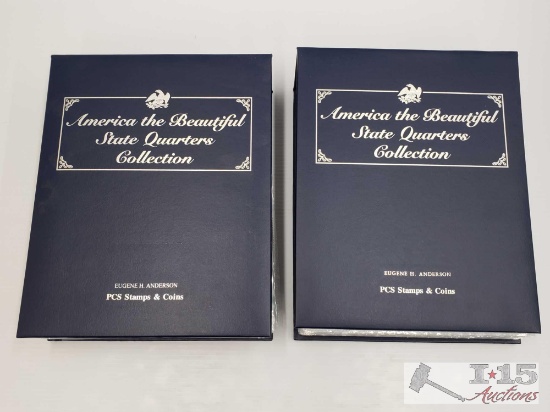 America the Beautiful
State Quarters
Collection
EUGENE H. ANDERSON
PCS Stamps & Coins
America the Beautiful
State Quarters
Collection
EUGENE H. ANDERSON
PCS Stamps & Coins
I★15
Auctions